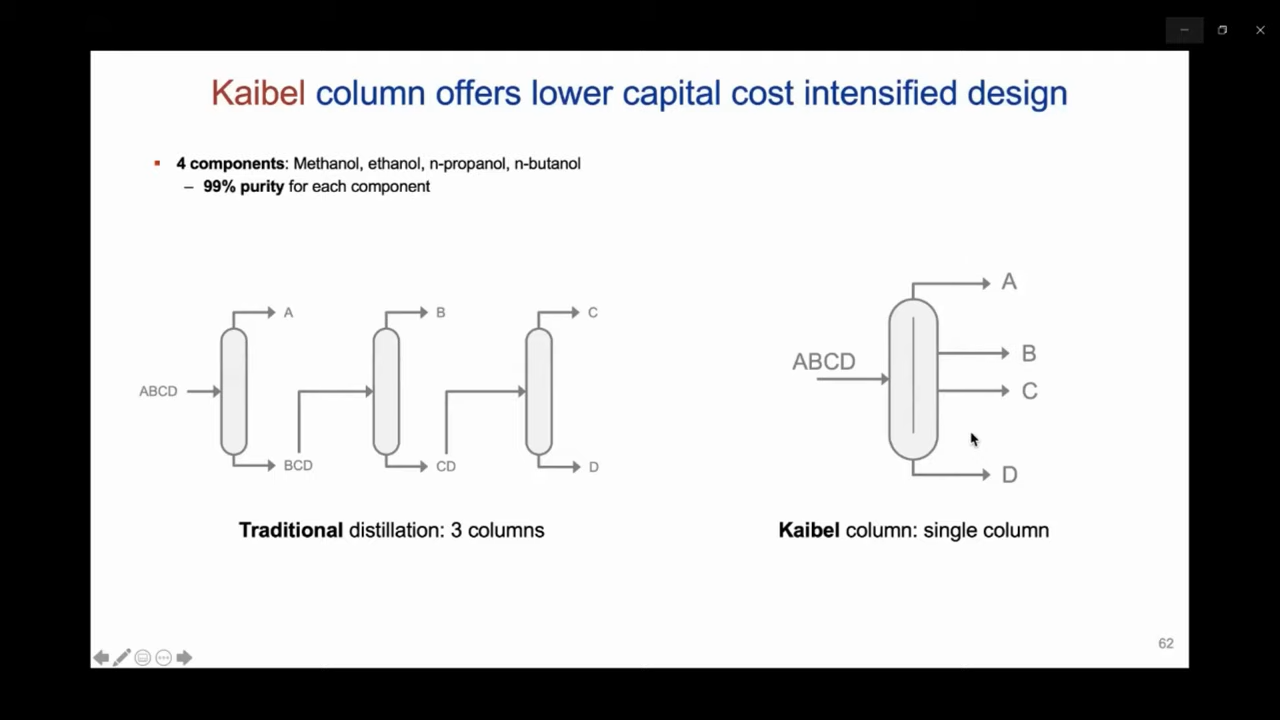 Kaibel column offers lower capital cost intensified design
4 components: Methanol, ethanol, n-propanol, n-butanol
– 99% purity for each component
A
B
C
ABCD
BCD
CD
D
Traditional distillation: 3 columns
A
ABCD
B
C
D
Kaibel column: single column
62